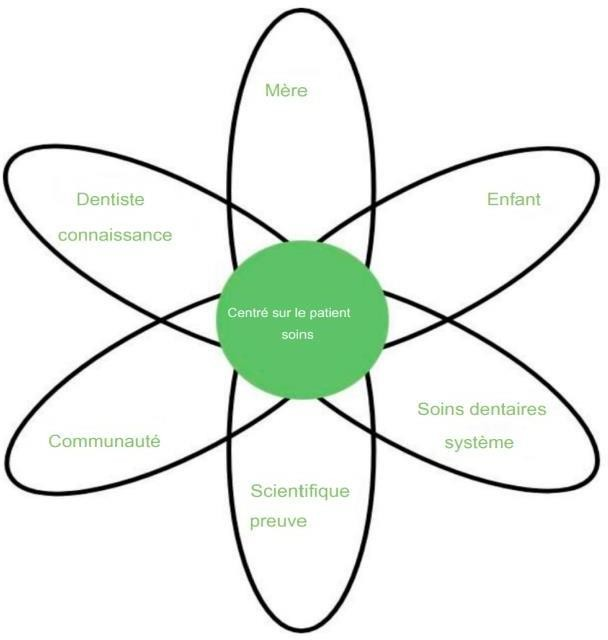 Mère
Dentiste
connaissance
Enfant
Centré sur le patient
soins
Communauté
Soins dentaires
système
Scientifique
preuve